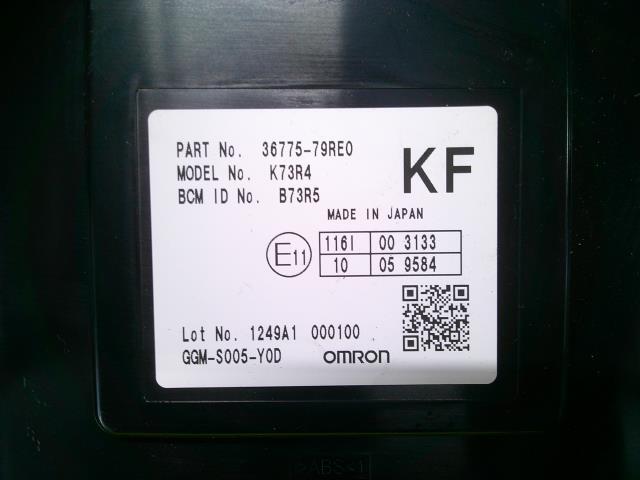 PART No. 36775-79RE0
MODEL No. K73R4
BCM ID No. B73R5
KF
MADE IN JAPAN
E11
116I 00 3133
10 05 9584
Lot No. 1249A1 000100
GGM-S005-Y0D OMRON
>ABS<1